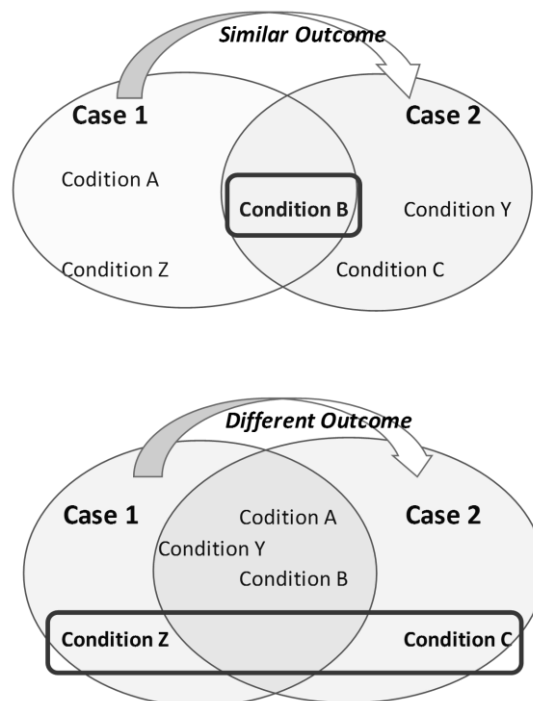 Similar Outcome
Case 1
Case 2
Codition A
Condition B
Condition Y
Condition Z
Condition C
Different Outcome
Case 1
Codition A
Case 2
Condition Y
Condition B
Condition Z
Condition C